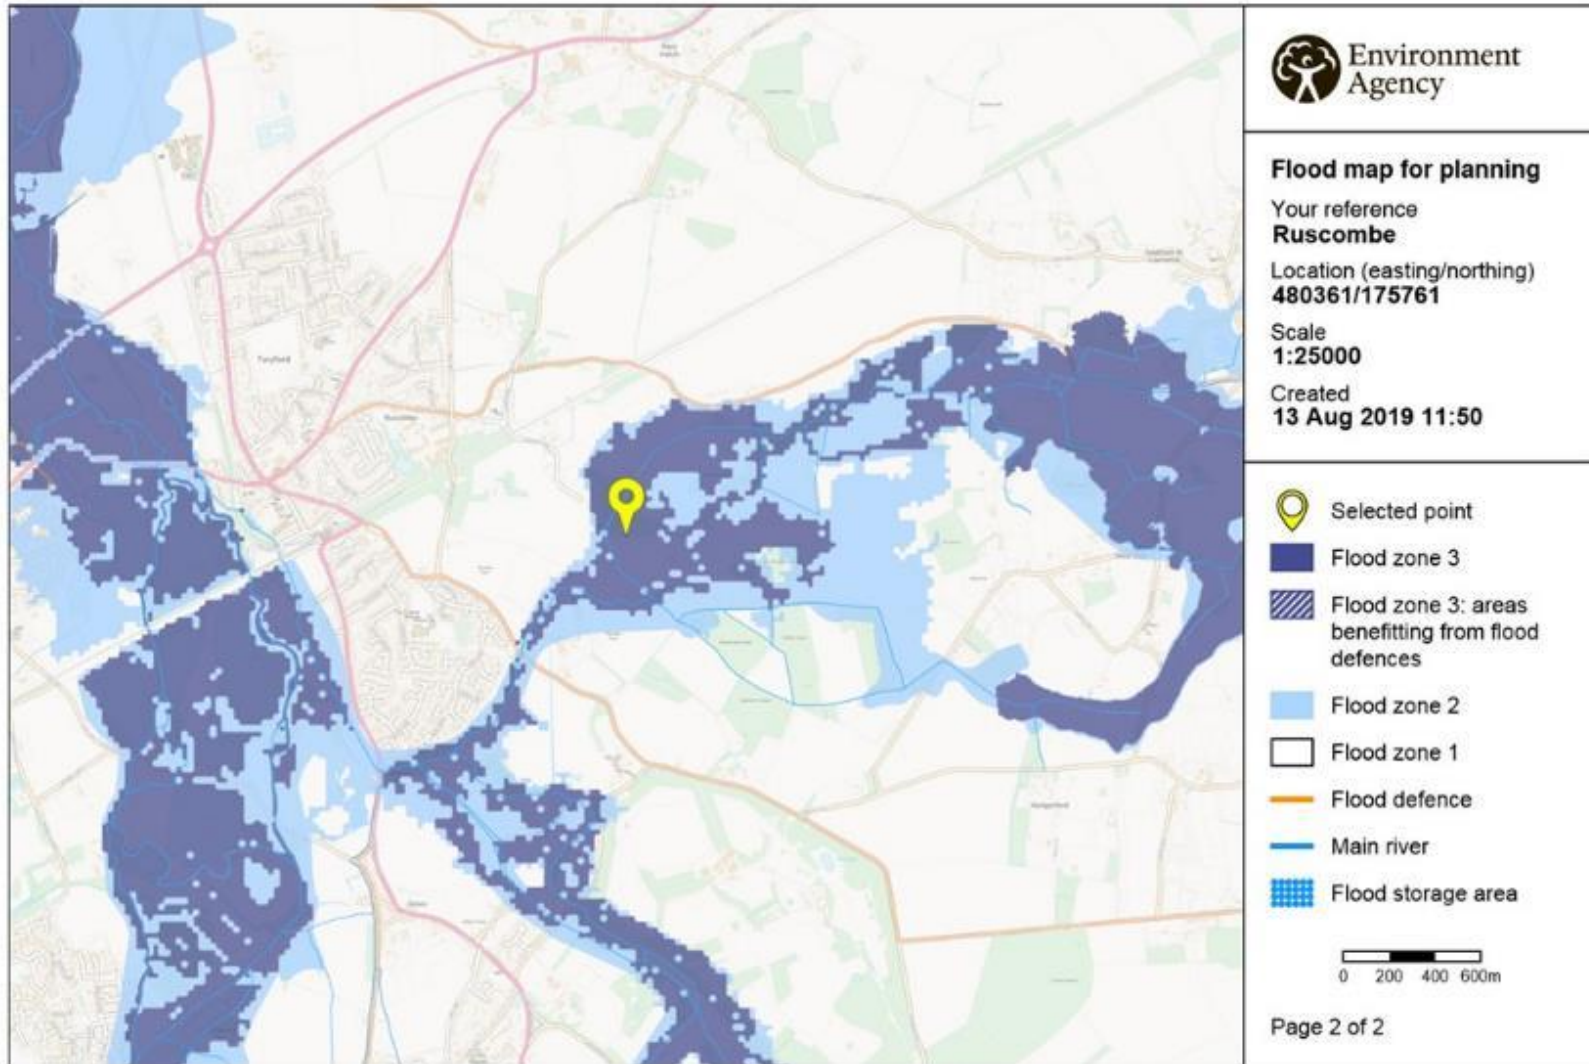 Environment
Agency
Flood map for planning
Your reference
Ruscombe
Location (easting/northing)
480361/175761
Scale
1:25000
Created
13 Aug 2019 11:50
Selected point
Flood zone 3
Flood zone 3: areas
benefitting from flood
defences
Flood zone 2
Flood zone 1
Flood defence
Main river
Flood storage area
0 200 400 600m
Page 2 of 2
Twyford
Ruscombe